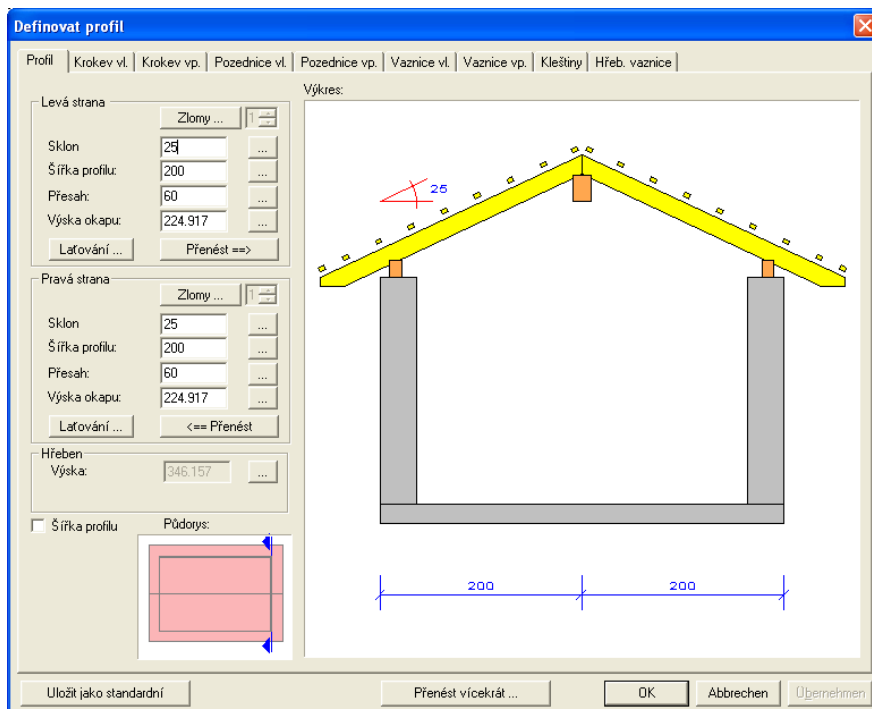 Definovat profil
Profil Krokev vl. Krokev vp. Pozednice vl. Pozednice vp. Vaznice vl. Vaznice vp. Kleštiny Hřeb. vaznice
Levá strana
Zlomy ... 1
Sklon 25 ...
Šířka profilu: 200 ...
Přesah: 60 ...
Výska okapu: 224.917 ...
Laťování ... Přenést ==>
Pravá strana
Zlomy ... 1
Sklon 25 ...
Šířka profilu: 200 ...
Přesah: 60 ...
Výska okapu: 224.917 ...
Laťování ... <== Přenést
Hřeben
Výska: 346.157 ...
Šířka profilu Půdorys:
Výkres:
25
200 200
Uložit jako standardní Přenést vícekrát ... OK Abbrechen Übernehmen